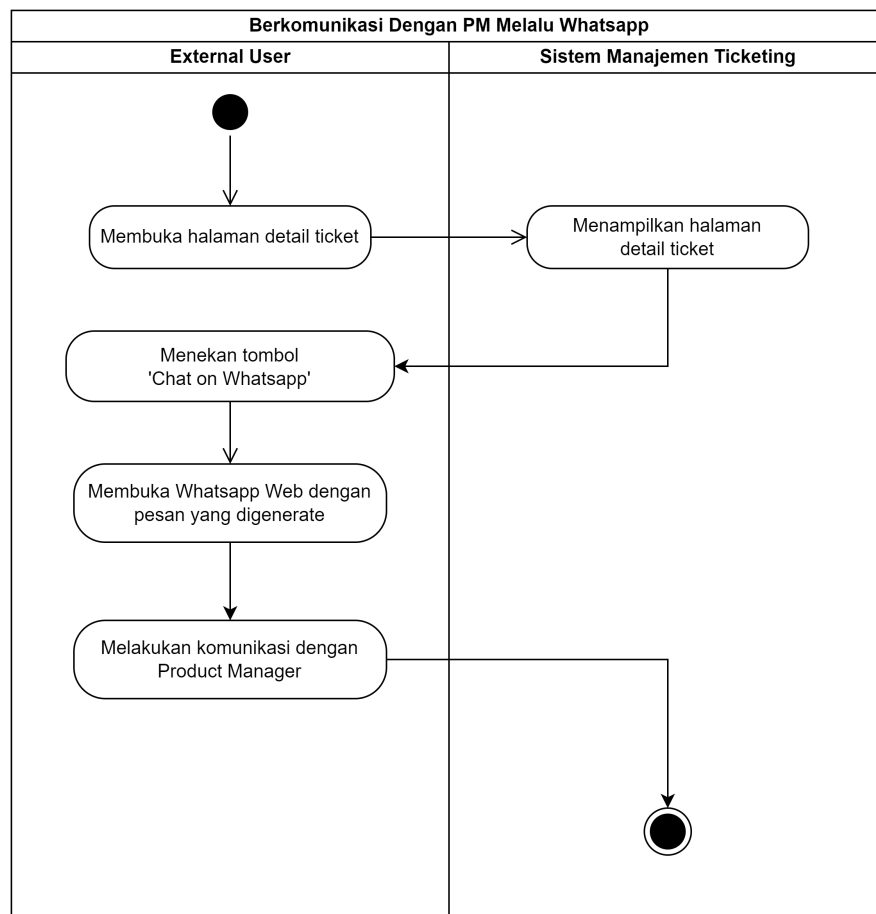 Berkomunikasi Dengan PM Melalu Whatsapp
External User
Sistem Manajemen Ticketing
Membuka halaman detail ticket
Menampilkan halaman
detail ticket
Menekan tombol
'Chat on Whatsapp'
Membuka Whatsapp Web dengan
pesan yang digenerate
Melakukan komunikasi dengan
Product Manager